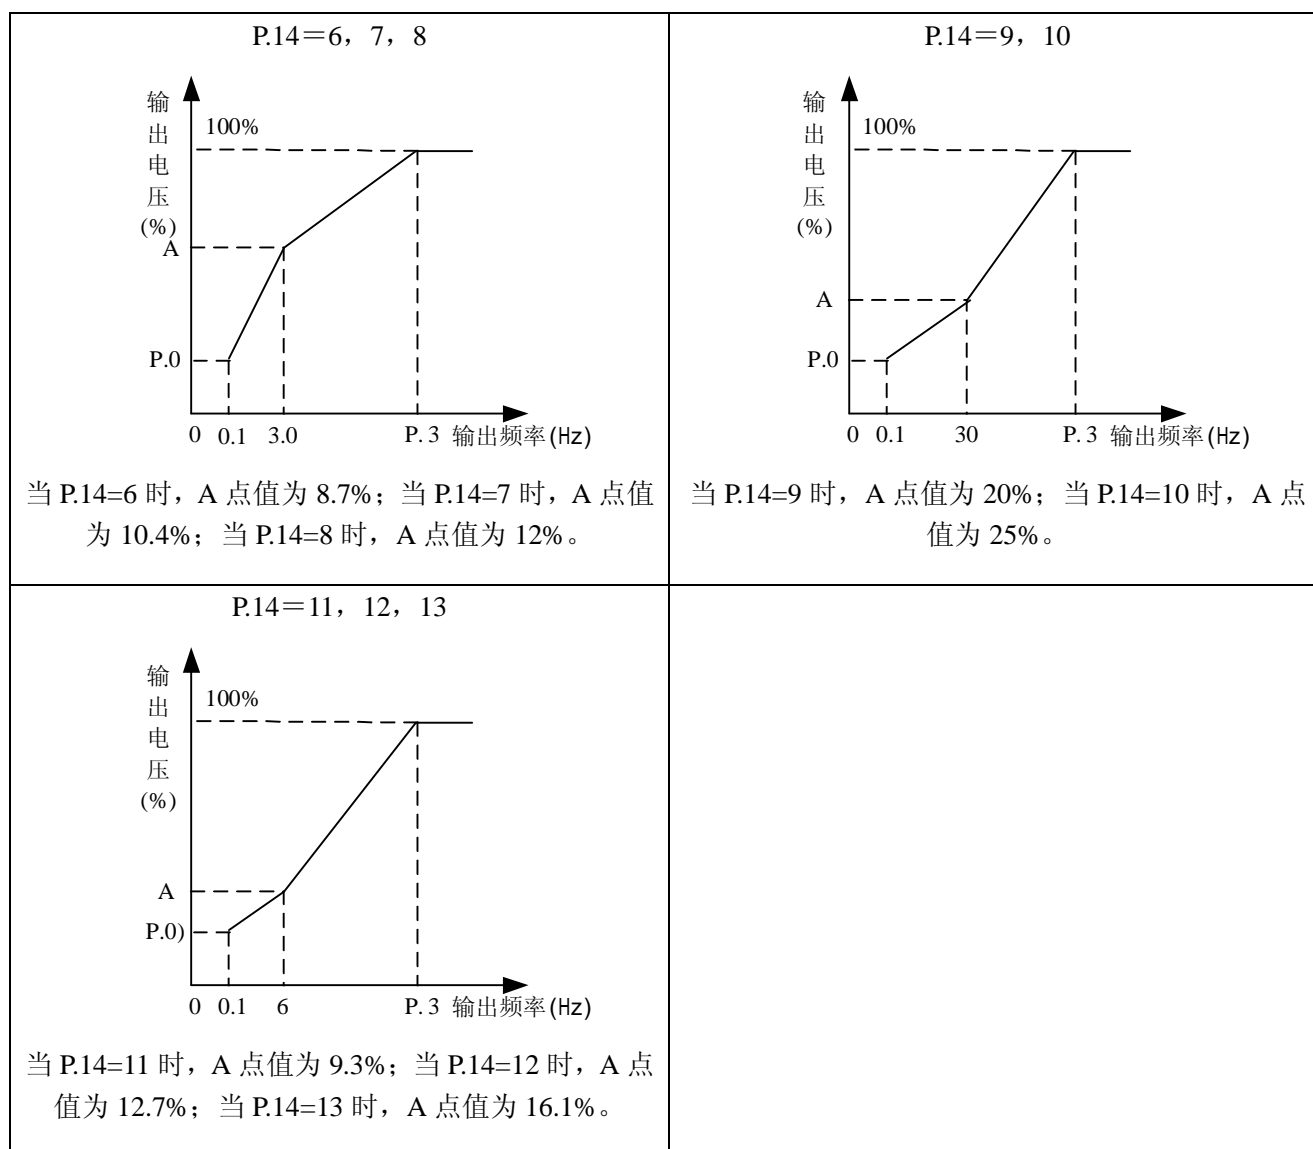 P.14＝6，7，8
输
出
电
压
(%)
100%
A
P.0
0 0.1 3.0 P. 3 输出频率(Hz)
当 P.14=6 时，A 点值为 8.7%；当 P.14=7 时，A 点值
为 10.4%；当 P.14=8 时，A 点值为 12%。
P.14＝9，10
输
出
电
压
(%)
100%
A
P.0
0 0.1 30 P. 3 输出频率(Hz)
当 P.14=9 时，A 点值为 20%；当 P.14=10 时，A 点
值为 25%。
P.14＝11，12，13
输
出
电
压
(%)
100%
A
P.0)
0 0.1 6 P. 3 输出频率(Hz)
当 P.14=11 时，A 点值为 9.3%；当 P.14=12 时，A 点
值为 12.7%；当 P.14=13 时，A 点值为 16.1%。